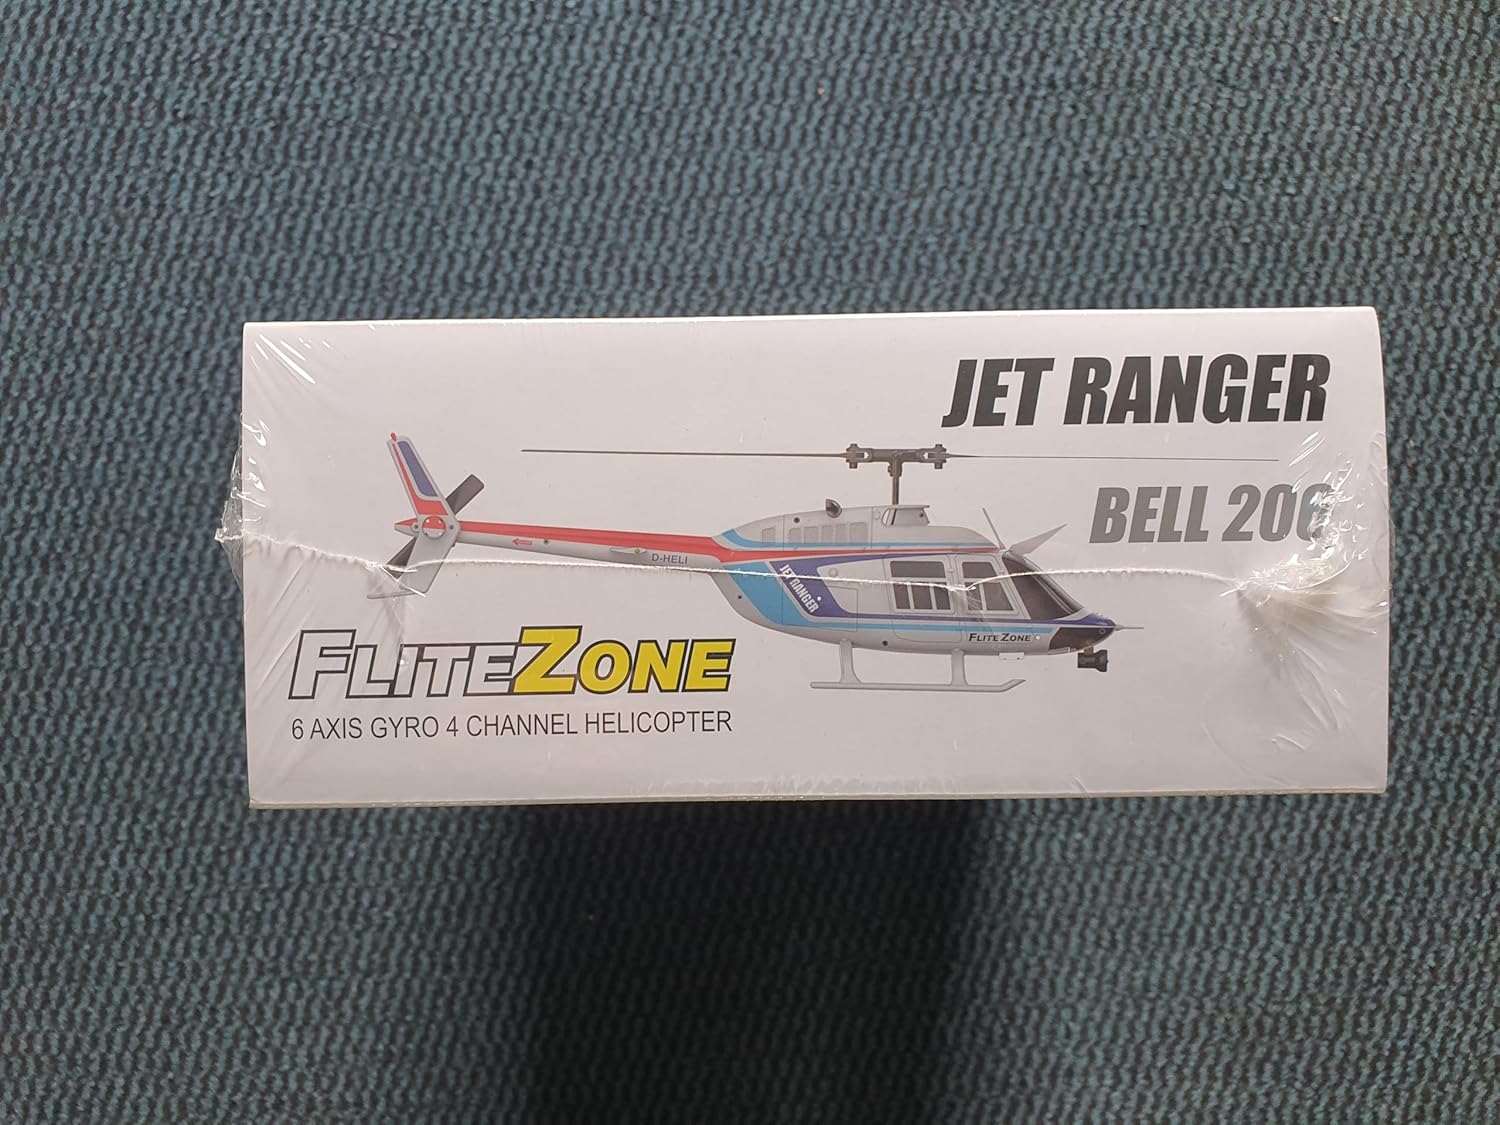 JET RANGER
BELL 206
D-HELI
JET RANGER
FLITE ZONE
FLITEZONE
6 AXIS GYRO 4 CHANNEL HELICOPTER